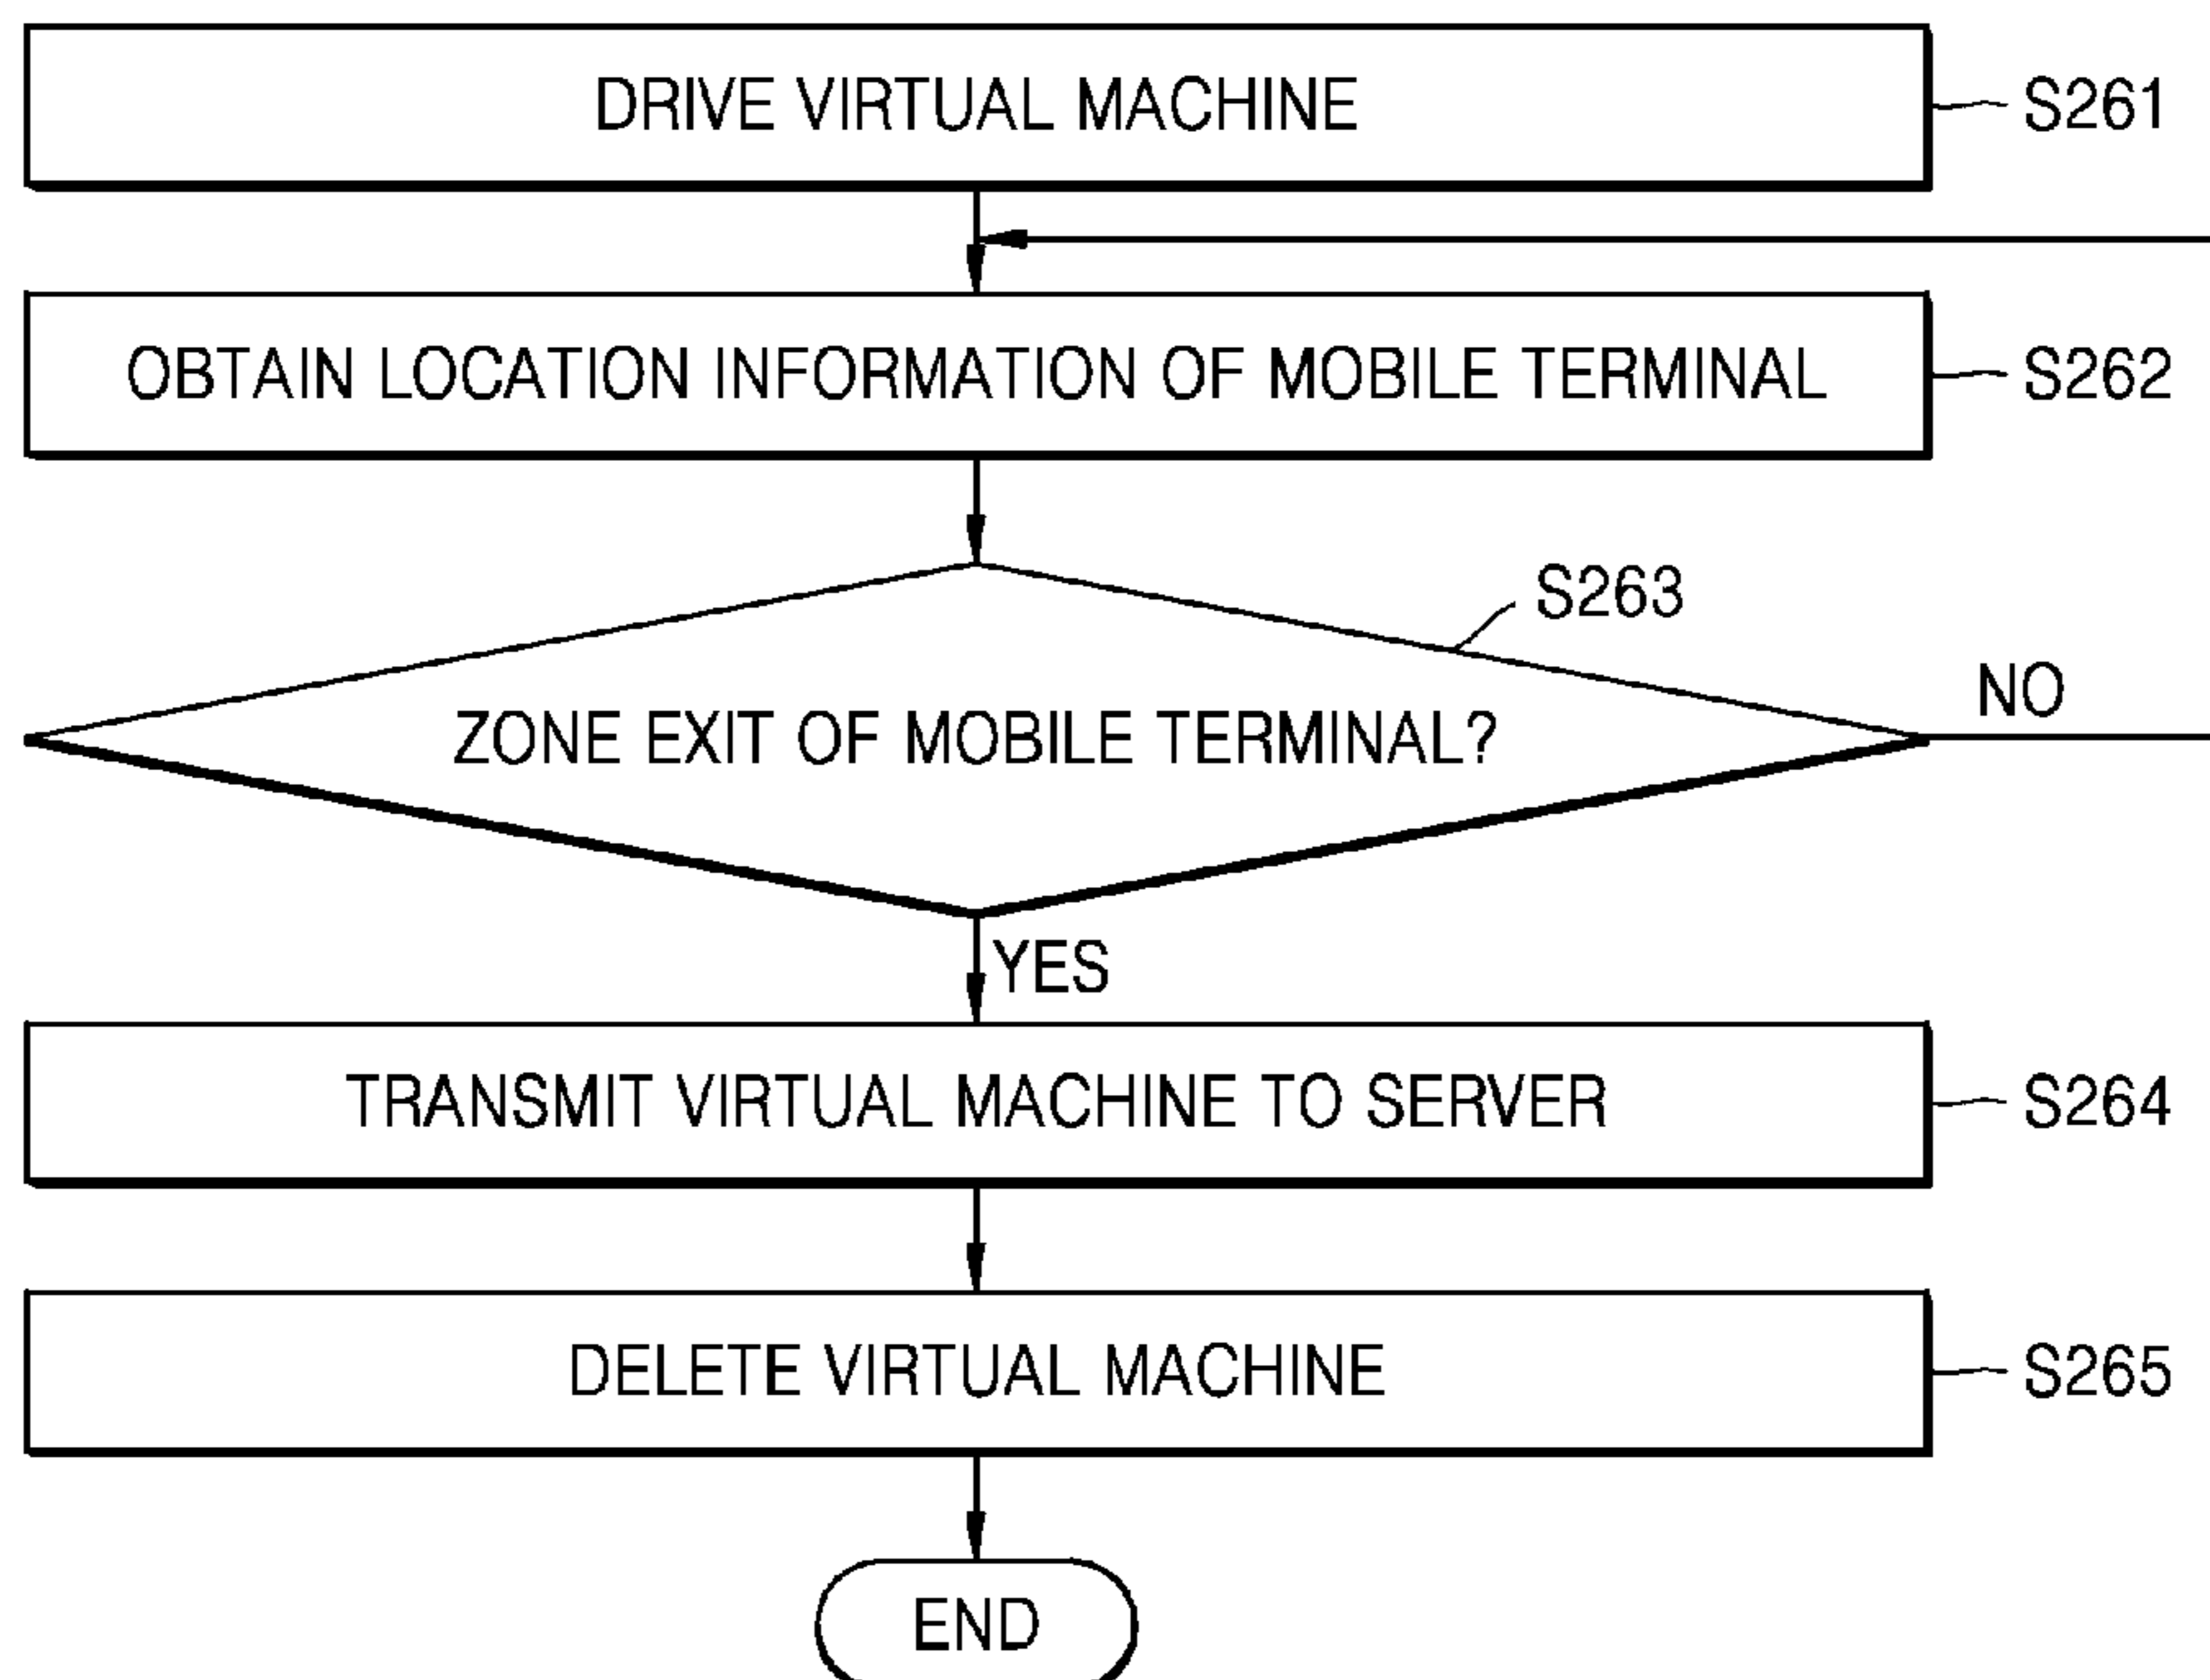 DRIVE VIRTUAL MACHINE
S261
OBTAIN LOCATION INFORMATION OF MOBILE TERMINAL
S262
S263
ZONE EXIT OF MOBILE TERMINAL?
NO
YES
TRANSMIT VIRTUAL MACHINE TO SERVER
S264
DELETE VIRTUAL MACHINE
S265
END